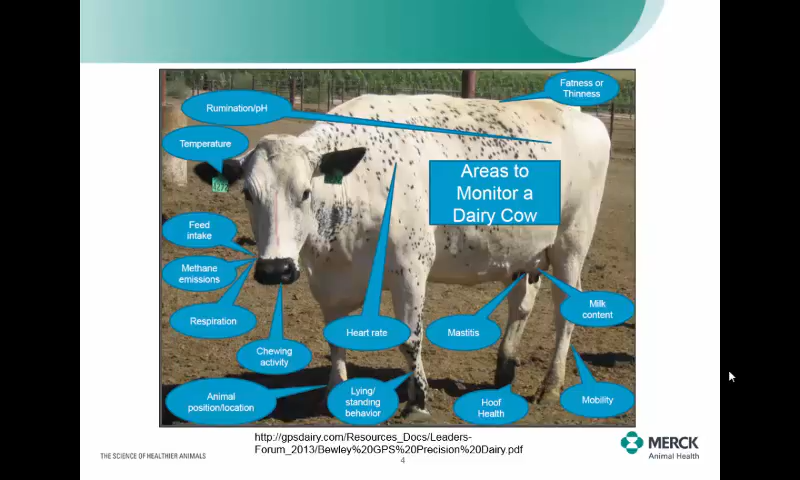 Fatness or
Thinness
Rumination/pH
Temperature
Areas to
Monitor a
Dairy Cow
Feed
intake
Methane
emissions
Respiration
Heart rate
Mastitis
Milk
content
Chewing
activity
Animal
position/location
Lying/
standing
behavior
Hoof
Health
Mobility
http://gpsdairy.com/Resources_Docs/Leaders-
Forum_2013/Bewley%20GPS%20Precision%20Dairy.pdf
THE SCIENCE OF HEALTHIER ANIMALS
4
MERCK
Animal Health